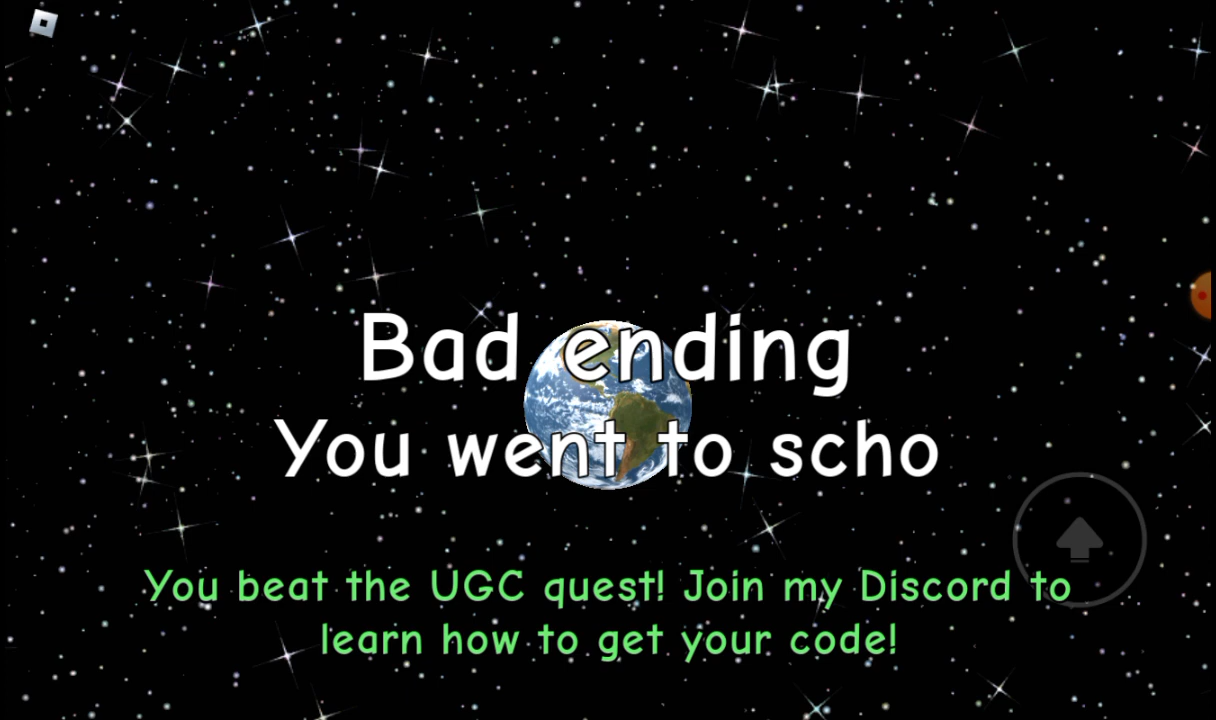 Bad ending
You went to scho
You beat the UGC quest! Join my Discord to
learn how to get your code!